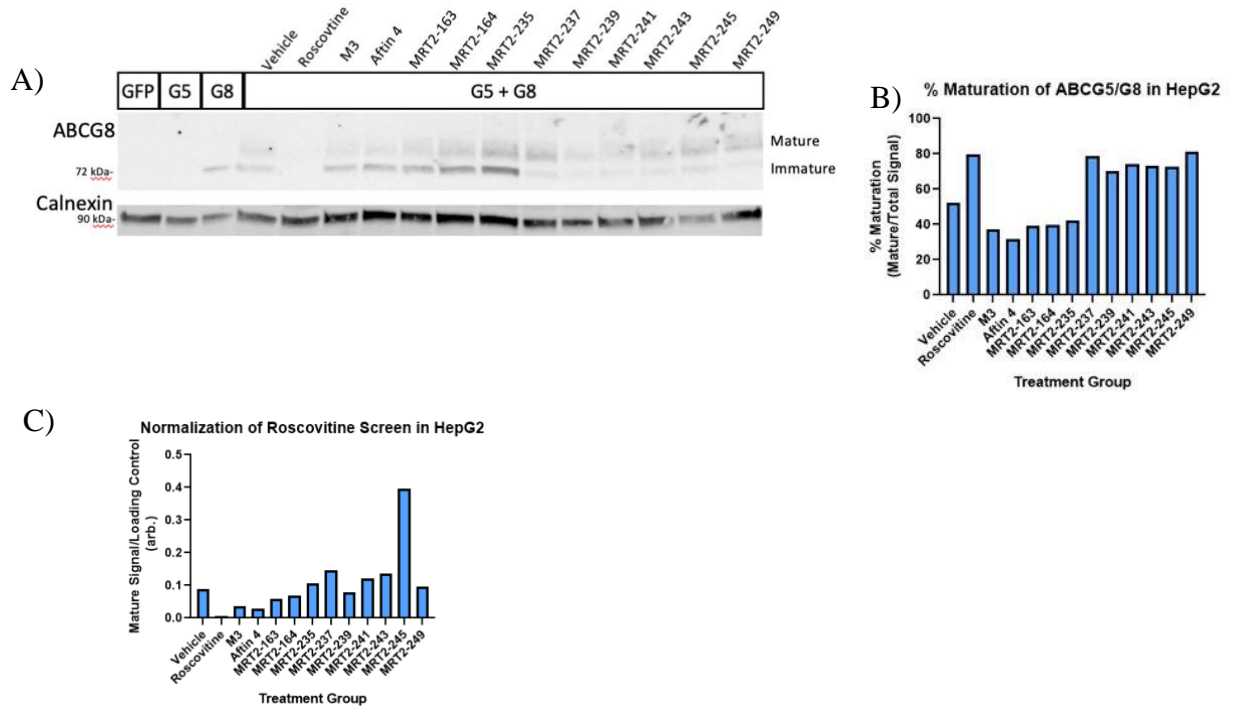 A)
Vehicle
Roscovtine
M3
Aftin 4
MRT2-163
MRT2-164
MRT2-235
MRT2-237
MRT2-239
MRT2-241
MRT2-243
MRT2-245
MRT2-249
GFP G5 G8 G5 + G8
ABCG8
Mature
72 kDa-
Immature
Calnexin
90 kDa-
B)
% Maturation of ABCG5/G8 in HepG2
% Maturation
(Mature/Total Signal)
100
80
60
40
20
0
Vehicle
Roscovitine
M3
Aftin 4
MRT2-163
MRT2-164
MRT2-235
MRT2-237
MRT2-239
MRT2-241
MRT2-243
MRT2-245
MRT2-249
Treatment Group
C)
Normalization of Roscovitine Screen in HepG2
Mature Signal/Loading Control
(arb.)
0.5
0.4
0.3
0.2
0.1
0.0
Vehicle
Roscovitine
M3
Aftin 4
MRT2-163
MRT2-164
MRT2-235
MRT2-237
MRT2-239
MRT2-241
MRT2-243
MRT2-245
MRT2-249
Treatment Group